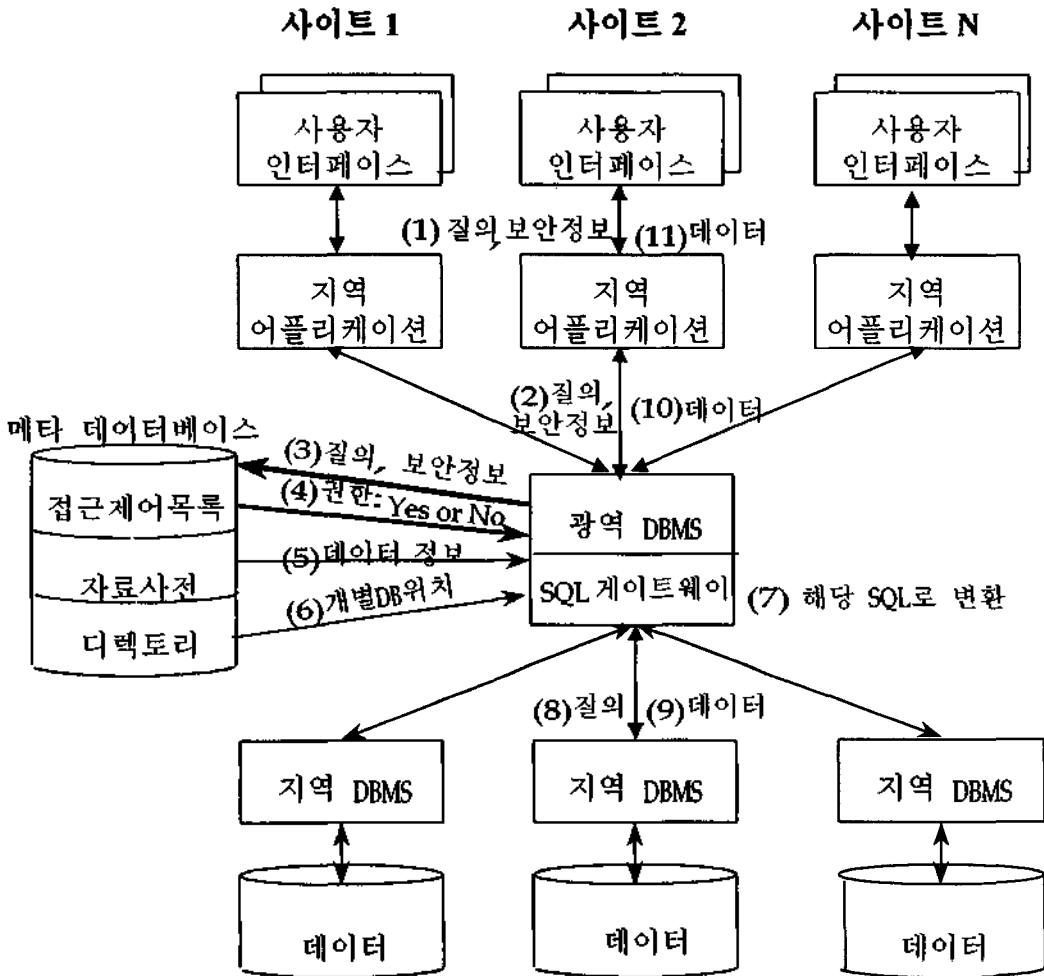 사이트 1
사이트 2
사이트 N
사용자
인터페이스
사용자
인터페이스
사용자
인터페이스
(1) 질의, 보안정보
(11)데이터
지역
어플리케이션
지역
어플리케이션
지역
어플리케이션
(2)질의,
보안정보
(10)데이터
메타 데이터베이스
(3)질의, 보안정보
(4)권한: Yes or No
접근제어목록
광역 DBMS
(5)데이터 정보
자료사전
SQL 게이트웨이
(7) 해당 SQL로 변환
(6)개별DB위치
디렉토리
(8)질의
(9)데이터
지역 DBMS
지역 DBMS
지역 DBMS
데이터
데이터
데이터